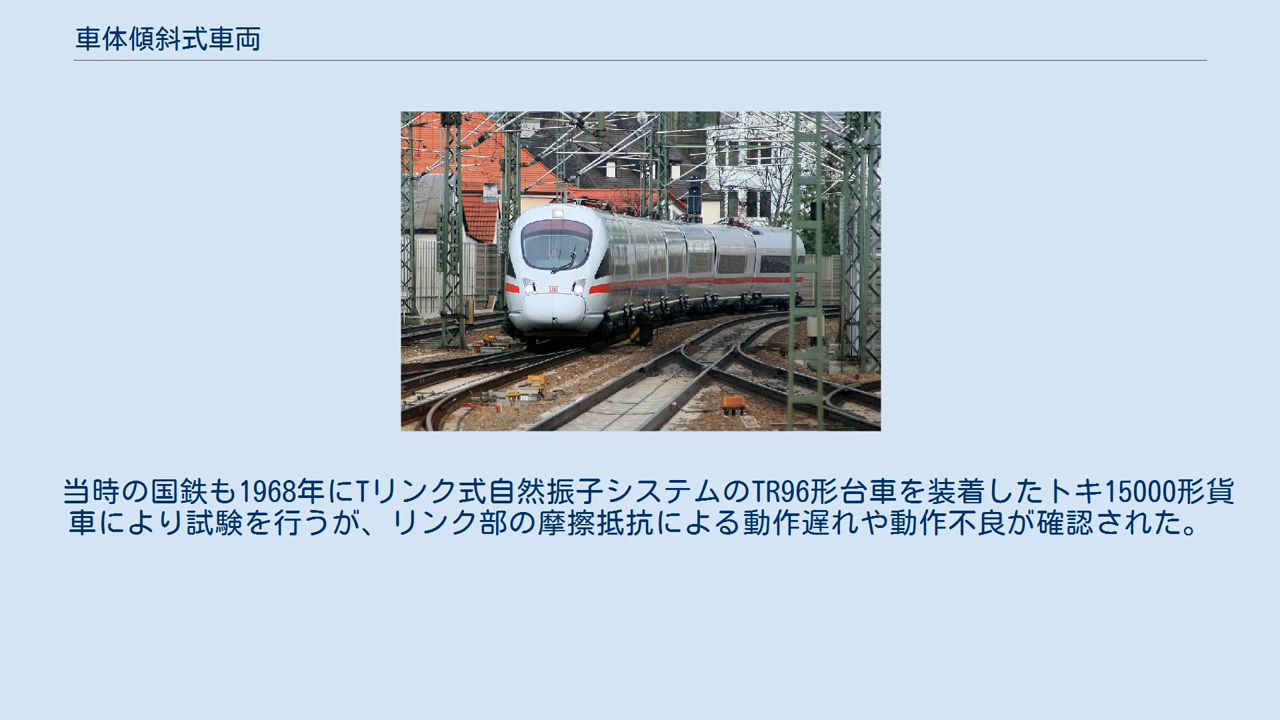 車体傾斜式車両
当時の国鉄も1968年にTリンク式自然振子システムのTR96形台車を装着したトキ15000形貨
車により試験を行うが、リンク部の摩擦抵抗による動作遅れや動作不良が確認された。